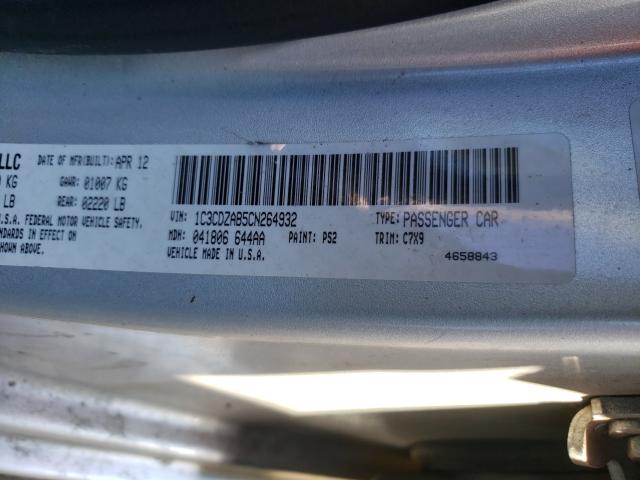 LLC DATE OF MFR(BUILT): APR 12
KG GAWR: 01007 KG
LB REAR: 02220 LB
U.S.A. FEDERAL MOTOR VEHICLE SAFETY,
STANDARDS IN EFFECT ON
SHOWN ABOVE.
VIN: 1C3CDZAB5CN264932 TYPE: PASSENGER CAR
MDH: 041806 644AA PAINT: PS2 TRIM: C7X9
VEHICLE MADE IN U.S.A. 4658843